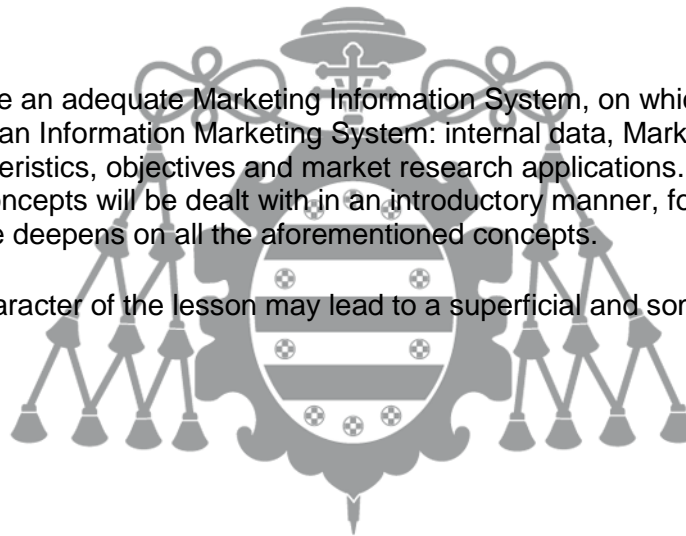 e an adequate Marketing Information System, on whic
an Information Marketing System: internal data, Mark
eristics, objectives and market research applications.
oncepts will be dealt with in an introductory manner, fo
e deepens on all the aforementioned concepts.
aracter of the lesson may lead to a superficial and som